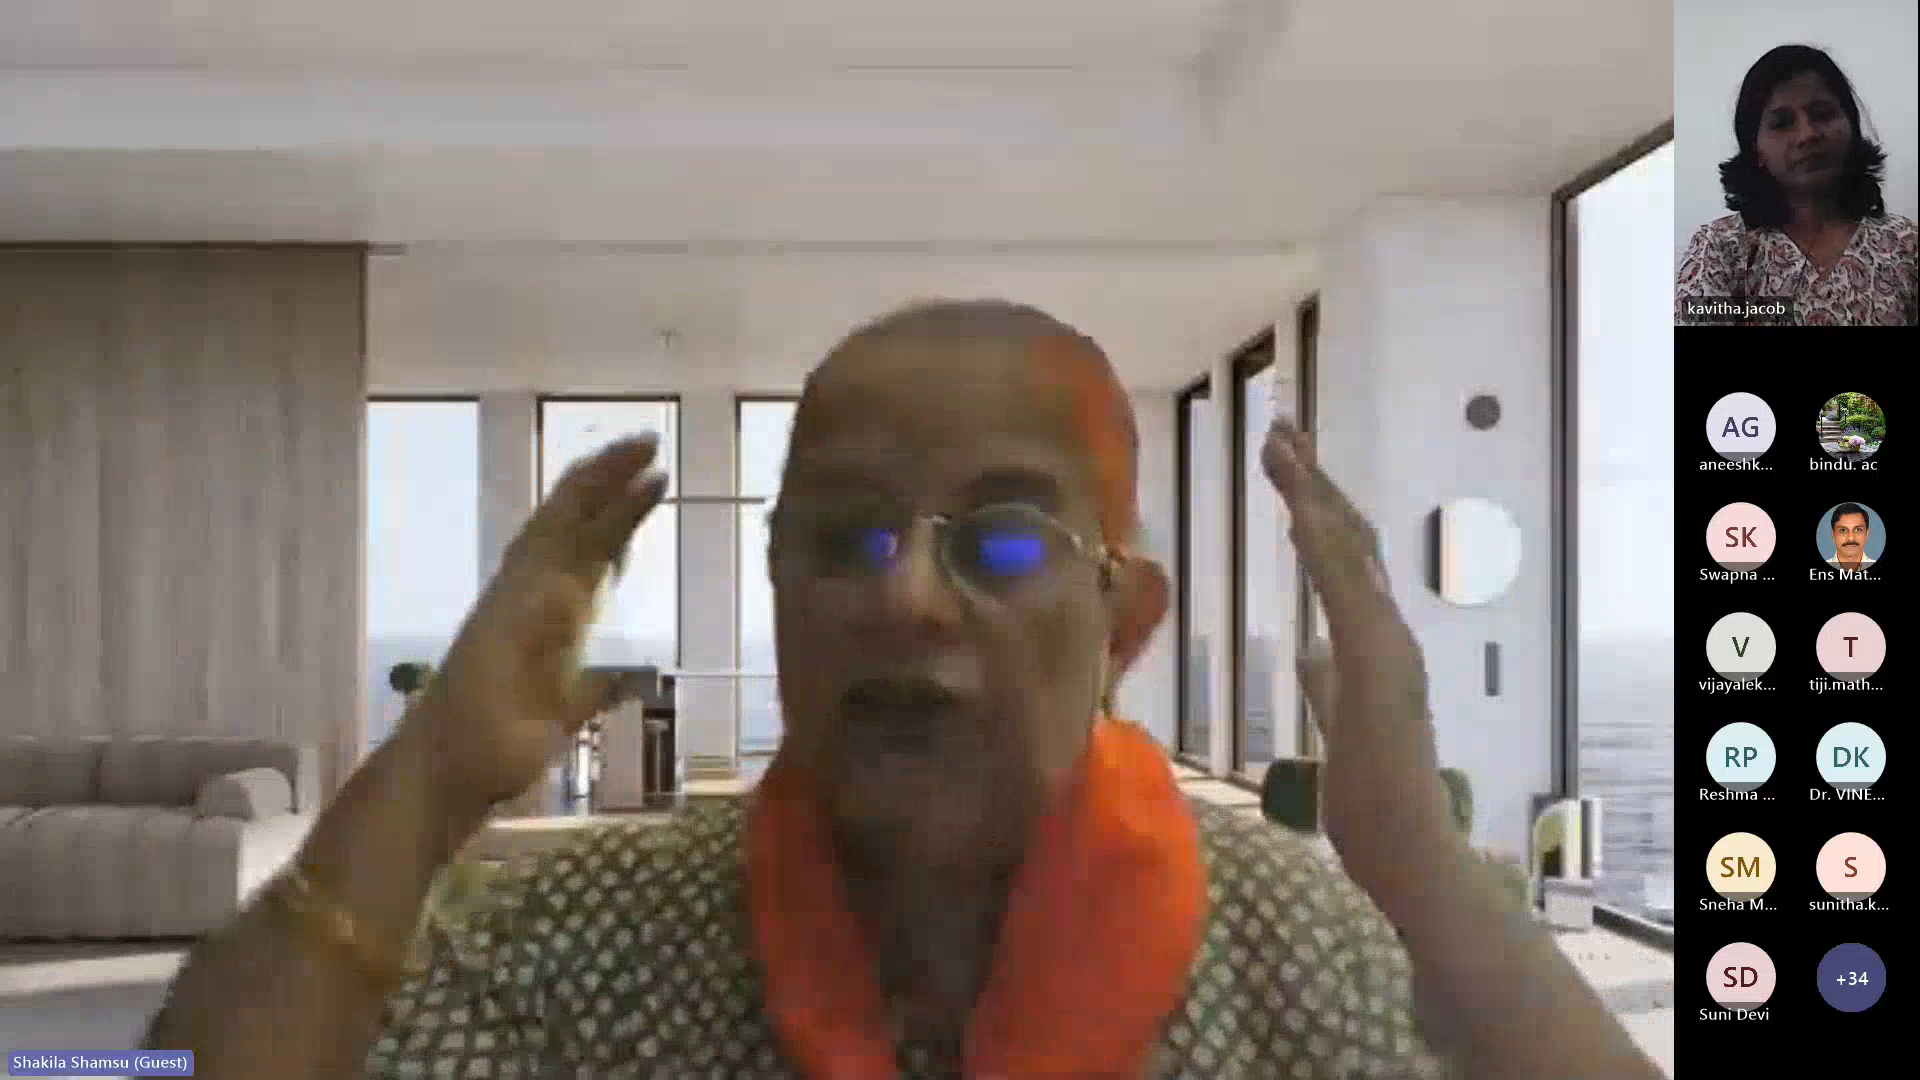 kavitha.jacob
AG
aneeshk...
bindu. ac
SK
Swapna ...
Ens Mat...
V
vijayalek...
T
tiji.math...
RP
Reshma ...
DK
Dr. VINE...
SM
Sneha M...
S
sunitha.k...
SD
Suni Devi
+34
Shakila Shamsu (Guest)